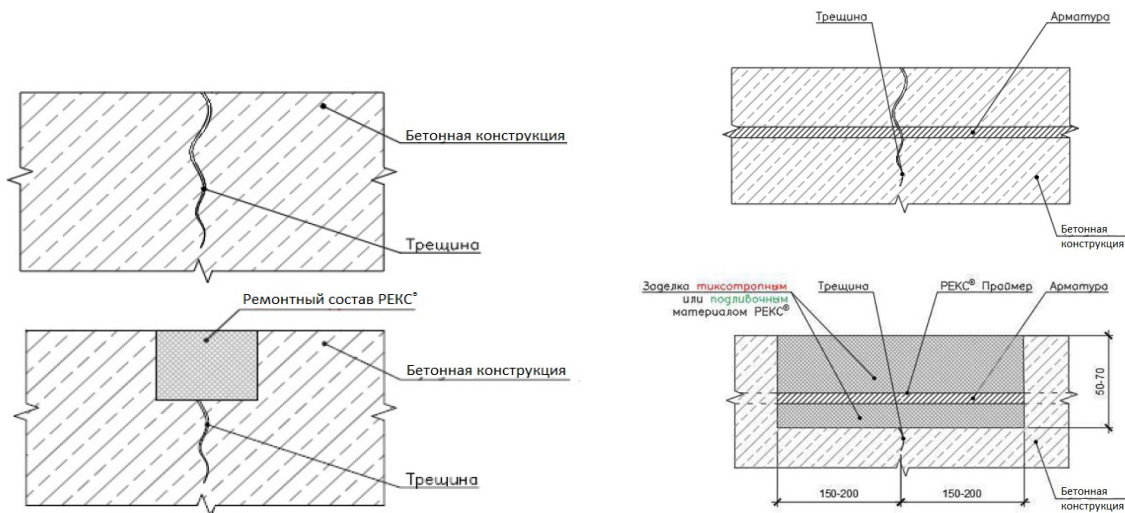 Бетонная конструкция
Трещина
Ремонтный состав РЕКС®
Бетонная конструкция
Трещина
Трещина
Арматура
Бетонная
конструкция
Заделка тиксотропным
или подливочным
материалом РЕКС®
Трещина
РЕКС® Праймер
Арматура
50-70
150-200
150-200
Бетонная
конструкция